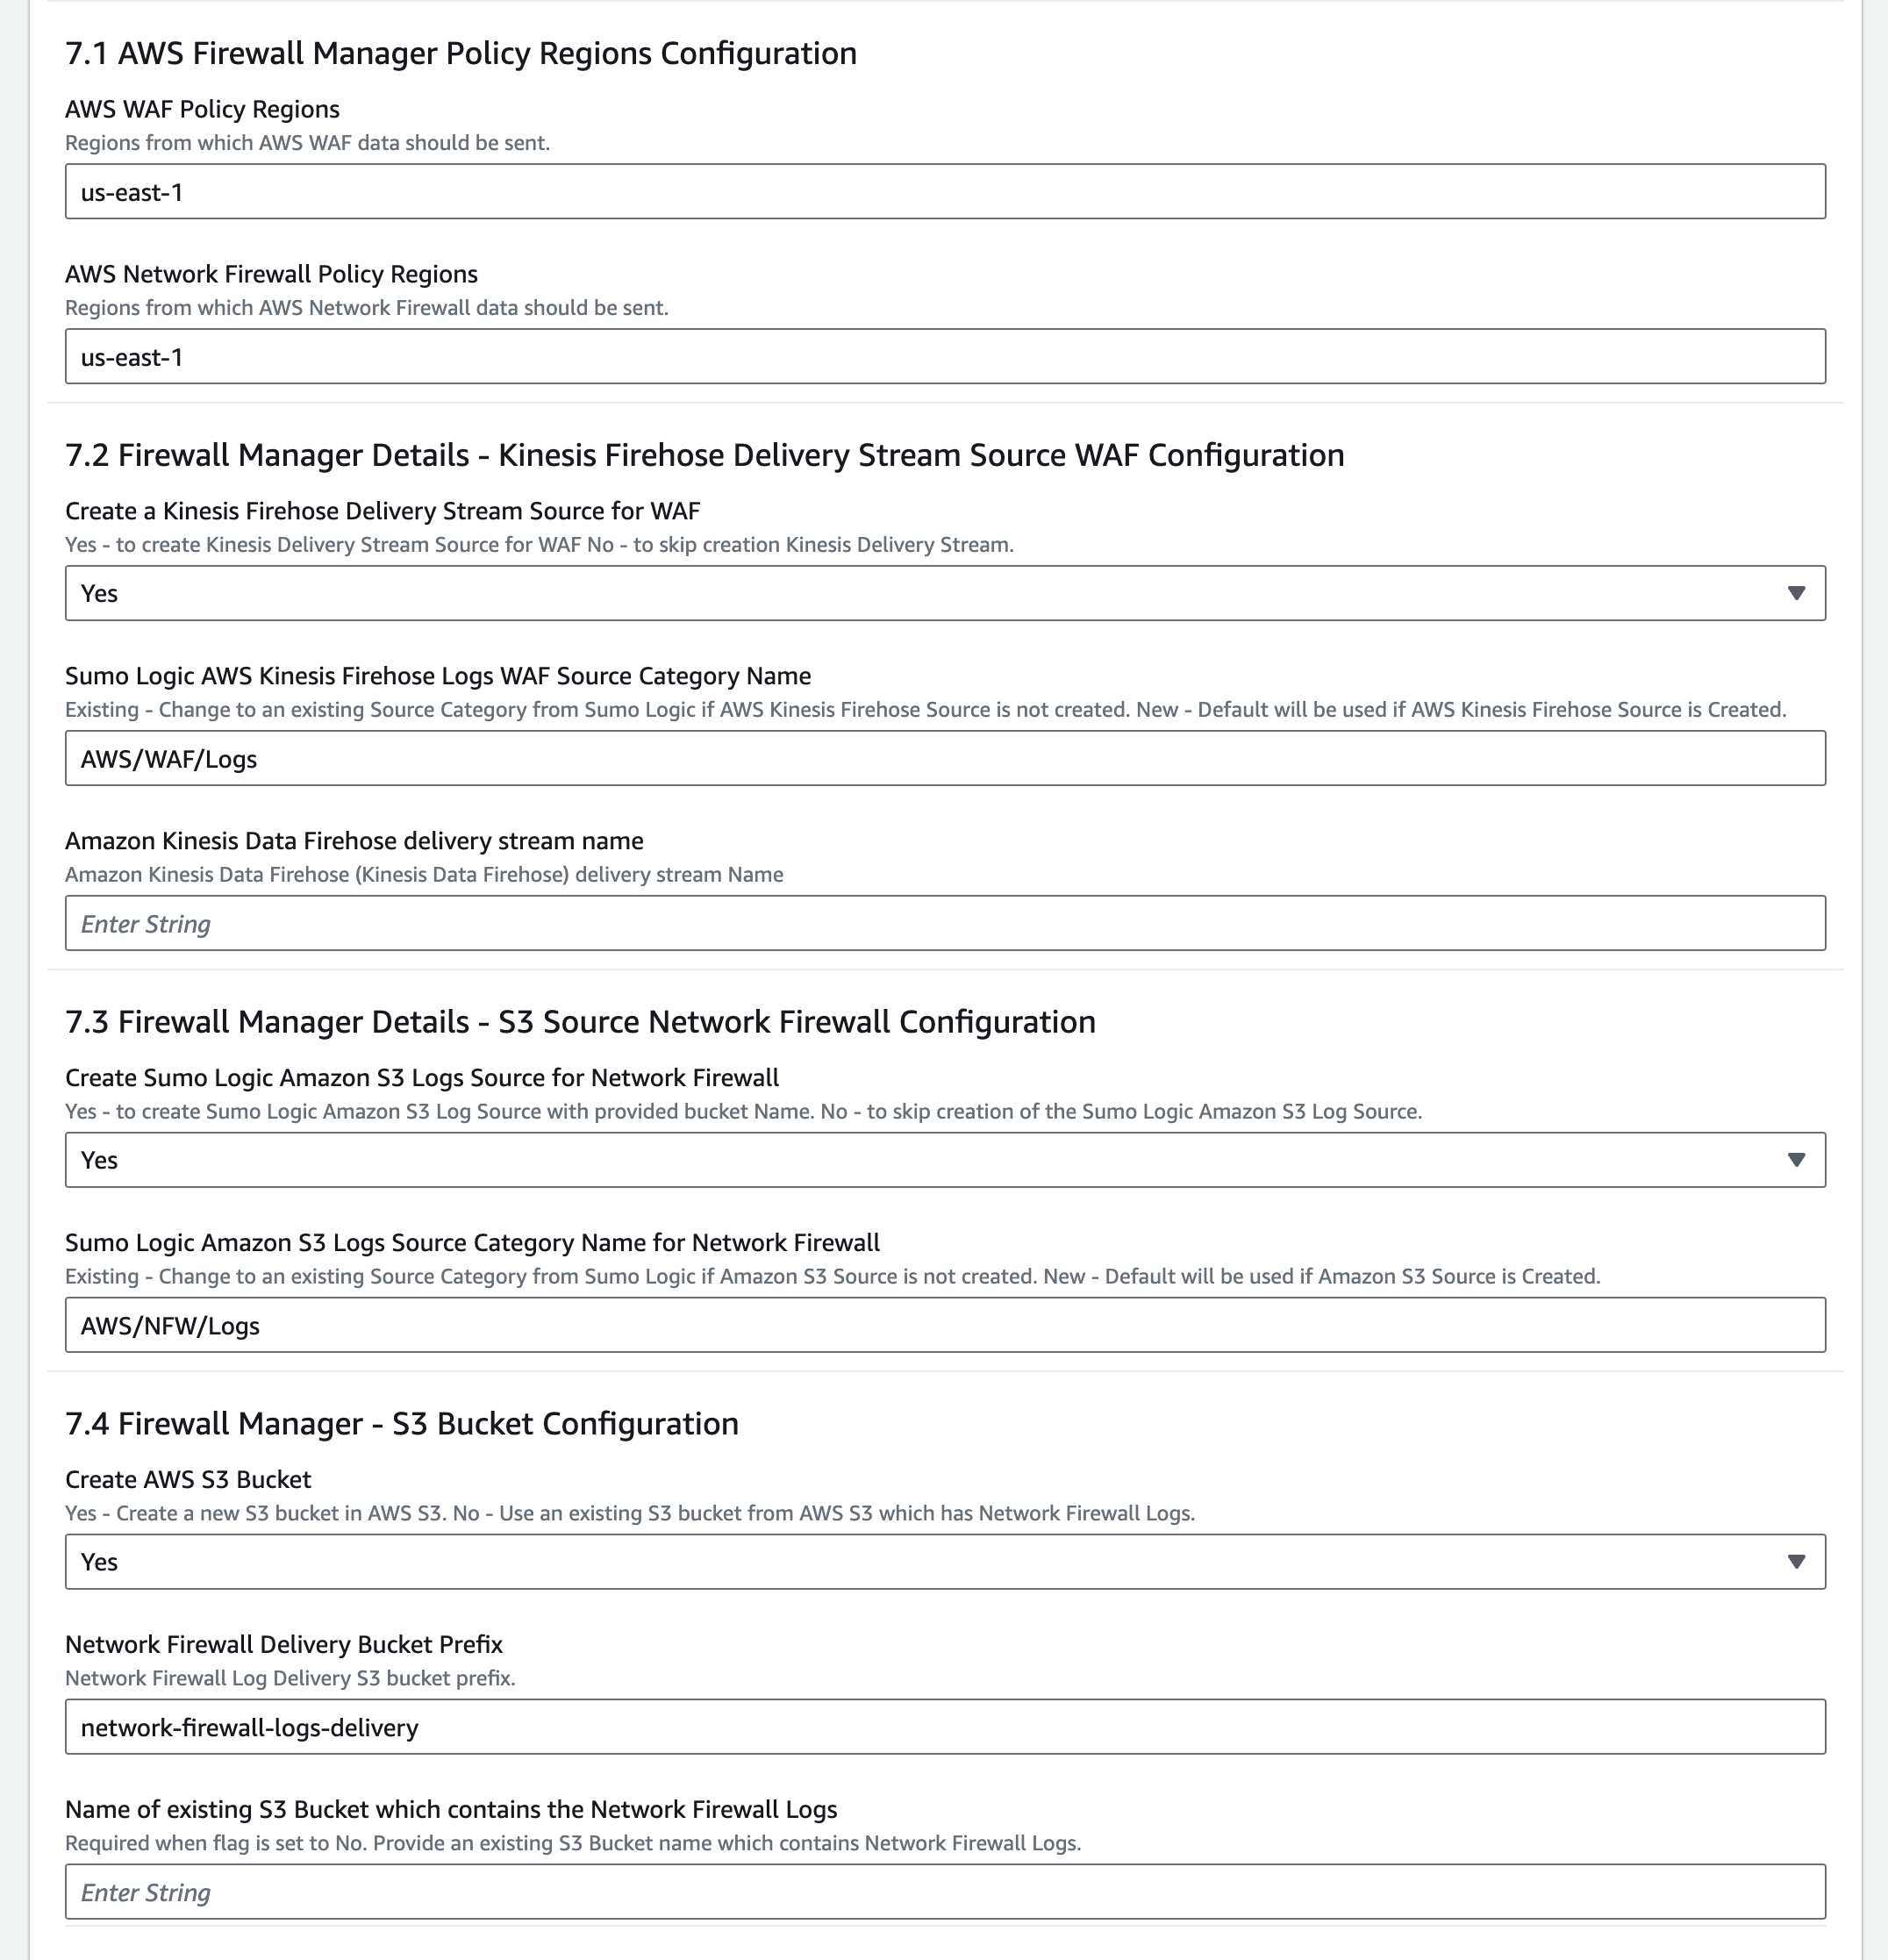 7.1 AWS Firewall Manager Policy Regions Configuration
AWS WAF Policy Regions
Regions from which AWS WAF data should be sent.
us-east-1
AWS Network Firewall Policy Regions
Regions from which AWS Network Firewall data should be sent.
us-east-1
7.2 Firewall Manager Details - Kinesis Firehose Delivery Stream Source WAF Configuration
Create a Kinesis Firehose Delivery Stream Source for WAF
Yes - to create Kinesis Delivery Stream Source for WAF No - to skip creation Kinesis Delivery Stream.
Yes
Sumo Logic AWS Kinesis Firehose Logs WAF Source Category Name
Existing - Change to an existing Source Category from Sumo Logic if AWS Kinesis Firehose Source is not created. New - Default will be used if AWS Kinesis Firehose Source is Created.
AWS/WAF/Logs
Amazon Kinesis Data Firehose delivery stream name
Amazon Kinesis Data Firehose (Kinesis Data Firehose) delivery stream Name
Enter String
7.3 Firewall Manager Details - S3 Source Network Firewall Configuration
Create Sumo Logic Amazon S3 Logs Source for Network Firewall
Yes - to create Sumo Logic Amazon S3 Log Source with provided bucket Name. No - to skip creation of the Sumo Logic Amazon S3 Log Source.
Yes
Sumo Logic Amazon S3 Logs Source Category Name for Network Firewall
Existing - Change to an existing Source Category from Sumo Logic if Amazon S3 Source is not created. New - Default will be used if Amazon S3 Source is Created.
AWS/NFW/Logs
7.4 Firewall Manager - S3 Bucket Configuration
Create AWS S3 Bucket
Yes - Create a new S3 bucket in AWS S3. No - Use an existing S3 bucket from AWS S3 which has Network Firewall Logs.
Yes
Network Firewall Delivery Bucket Prefix
Network Firewall Log Delivery S3 bucket prefix.
network-firewall-logs-delivery
Name of existing S3 Bucket which contains the Network Firewall Logs
Required when flag is set to No. Provide an existing S3 Bucket name which contains Network Firewall Logs.
Enter String